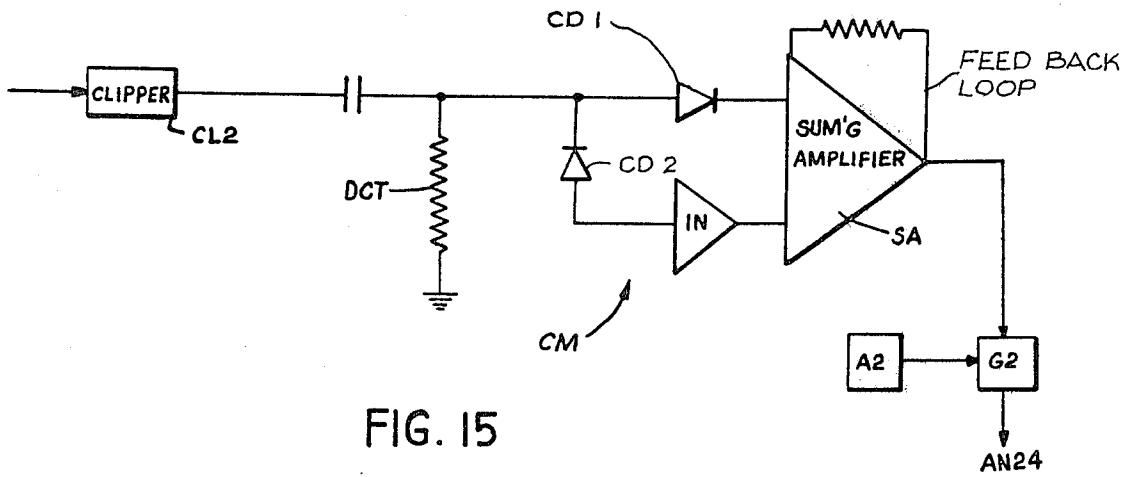 CD 1
CLIPPER
CL2
FEED BACK
LOOP
SUM'G
AMPLIFIER
DCT
CD 2
IN
SA
CM
A2
G2
FIG. 15
AN24